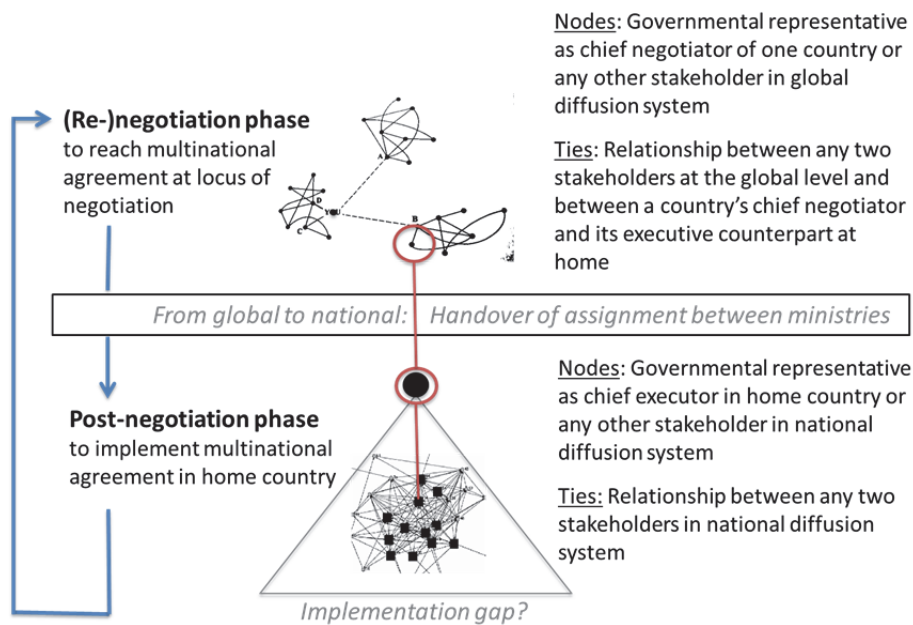 Nodes: Governmental representative
as chief negotiator of one country or
any other stakeholder in global
diffusion system
(Re-)negotiation phase
to reach multinational
agreement at locus of
negotiation
Ties: Relationship between any two
stakeholders at the global level and
between a country's chief negotiator
and its executive counterpart at
home
A
D
YOU
B
C
From global to national: Handover of assignment between ministries
Nodes: Governmental representative
as chief executor in home country or
any other stakeholder in national
diffusion system
Post-negotiation phase
to implement multinational
agreement in home country
Ties: Relationship between any two
stakeholders in national diffusion
system
Implementation gap?